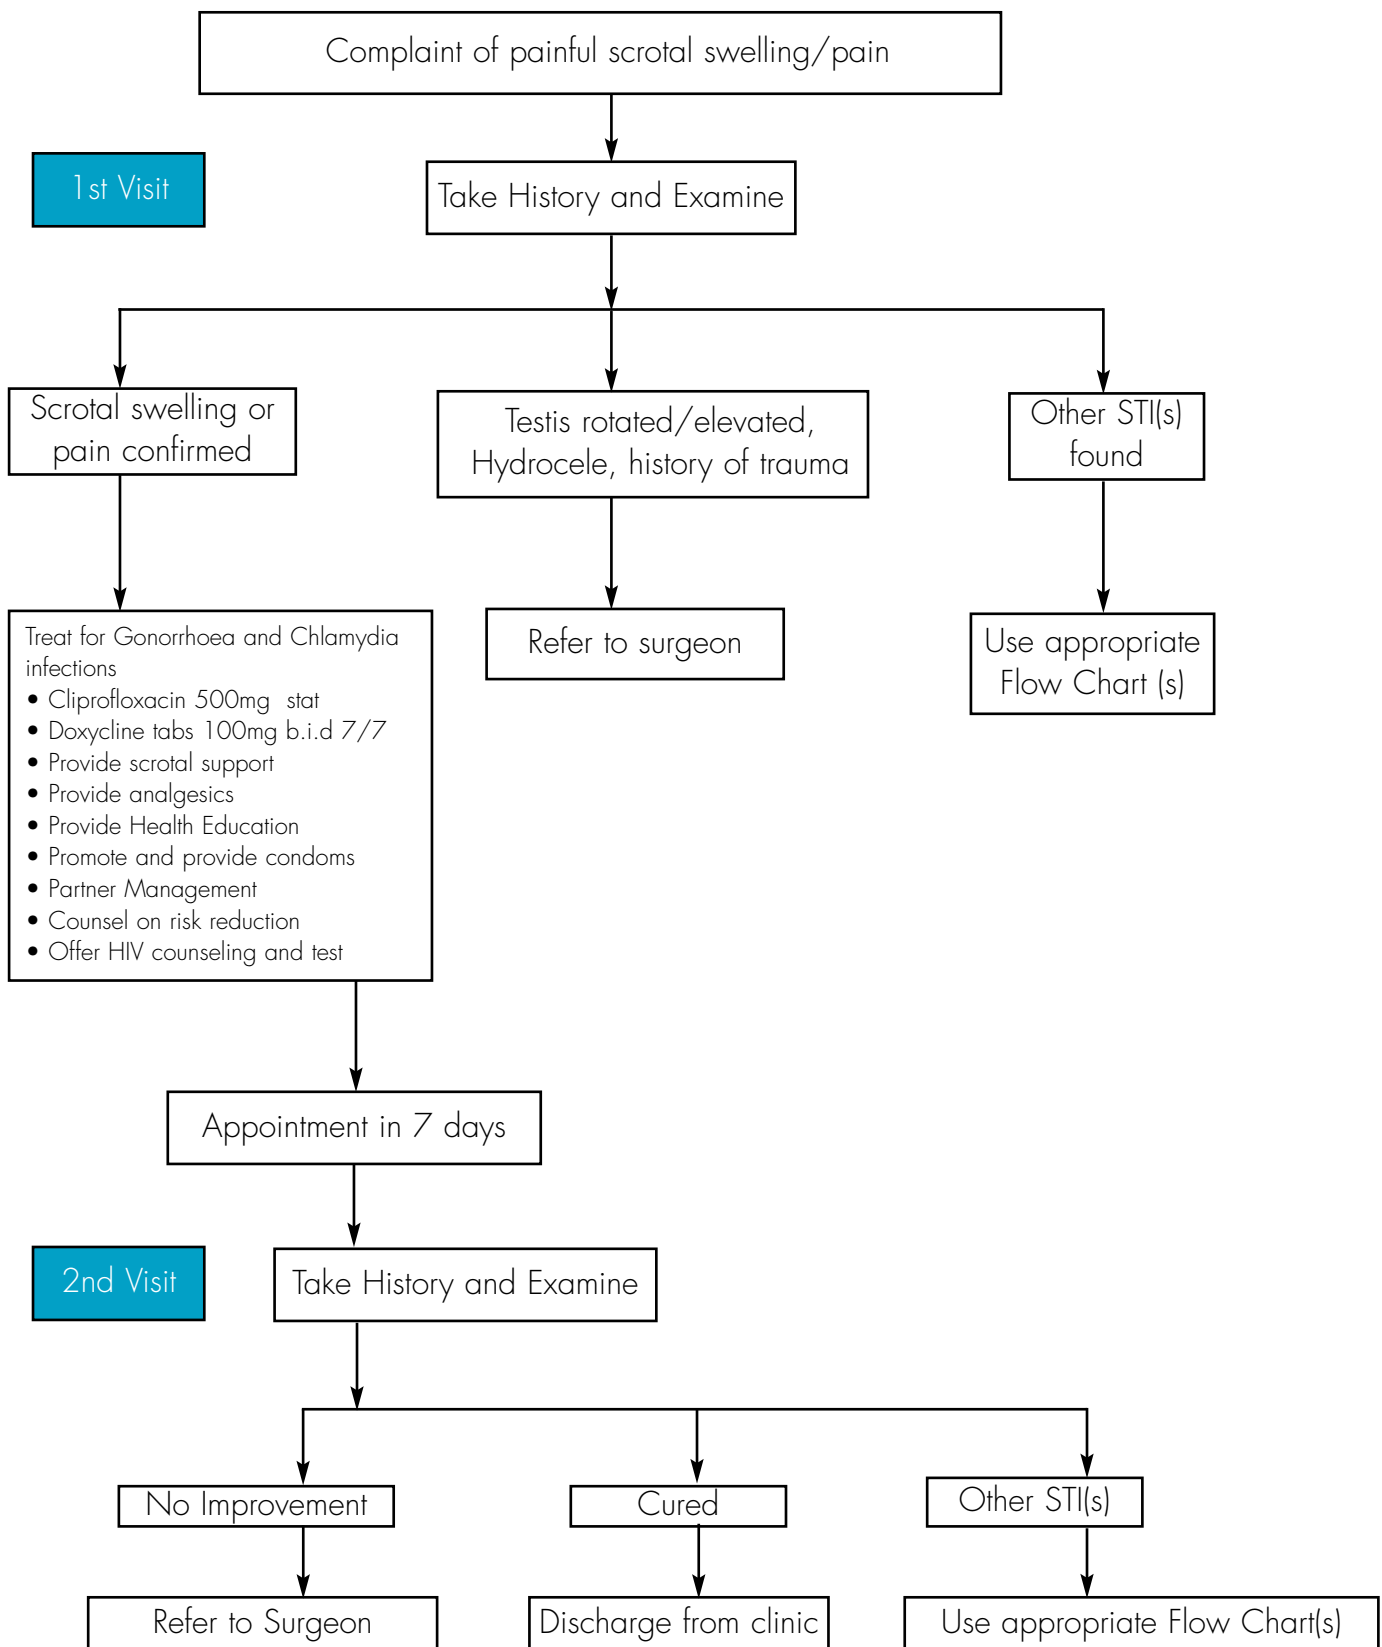 Complaint of painful scrotal swelling/pain
1st Visit
Take History and Examine
Scrotal swelling or
pain confirmed
Testis rotated/elevated,
Hydrocele, history of trauma
Other STI(s)
found
Treat for Gonorrhoea and Chlamydia
infections
• Cliprofloxacin 500mg stat
• Doxycline tabs 100mg b.i.d 7/7
• Provide scrotal support
• Provide analgesics
• Provide Health Education
• Promote and provide condoms
• Partner Management
• Counsel on risk reduction
• Offer HIV counseling and test
Refer to surgeon
Use appropriate
Flow Chart (s)
Appointment in 7 days
2nd Visit
Take History and Examine
No Improvement
Cured
Other STI(s)
Refer to Surgeon
Discharge from clinic
Use appropriate Flow Chart(s)